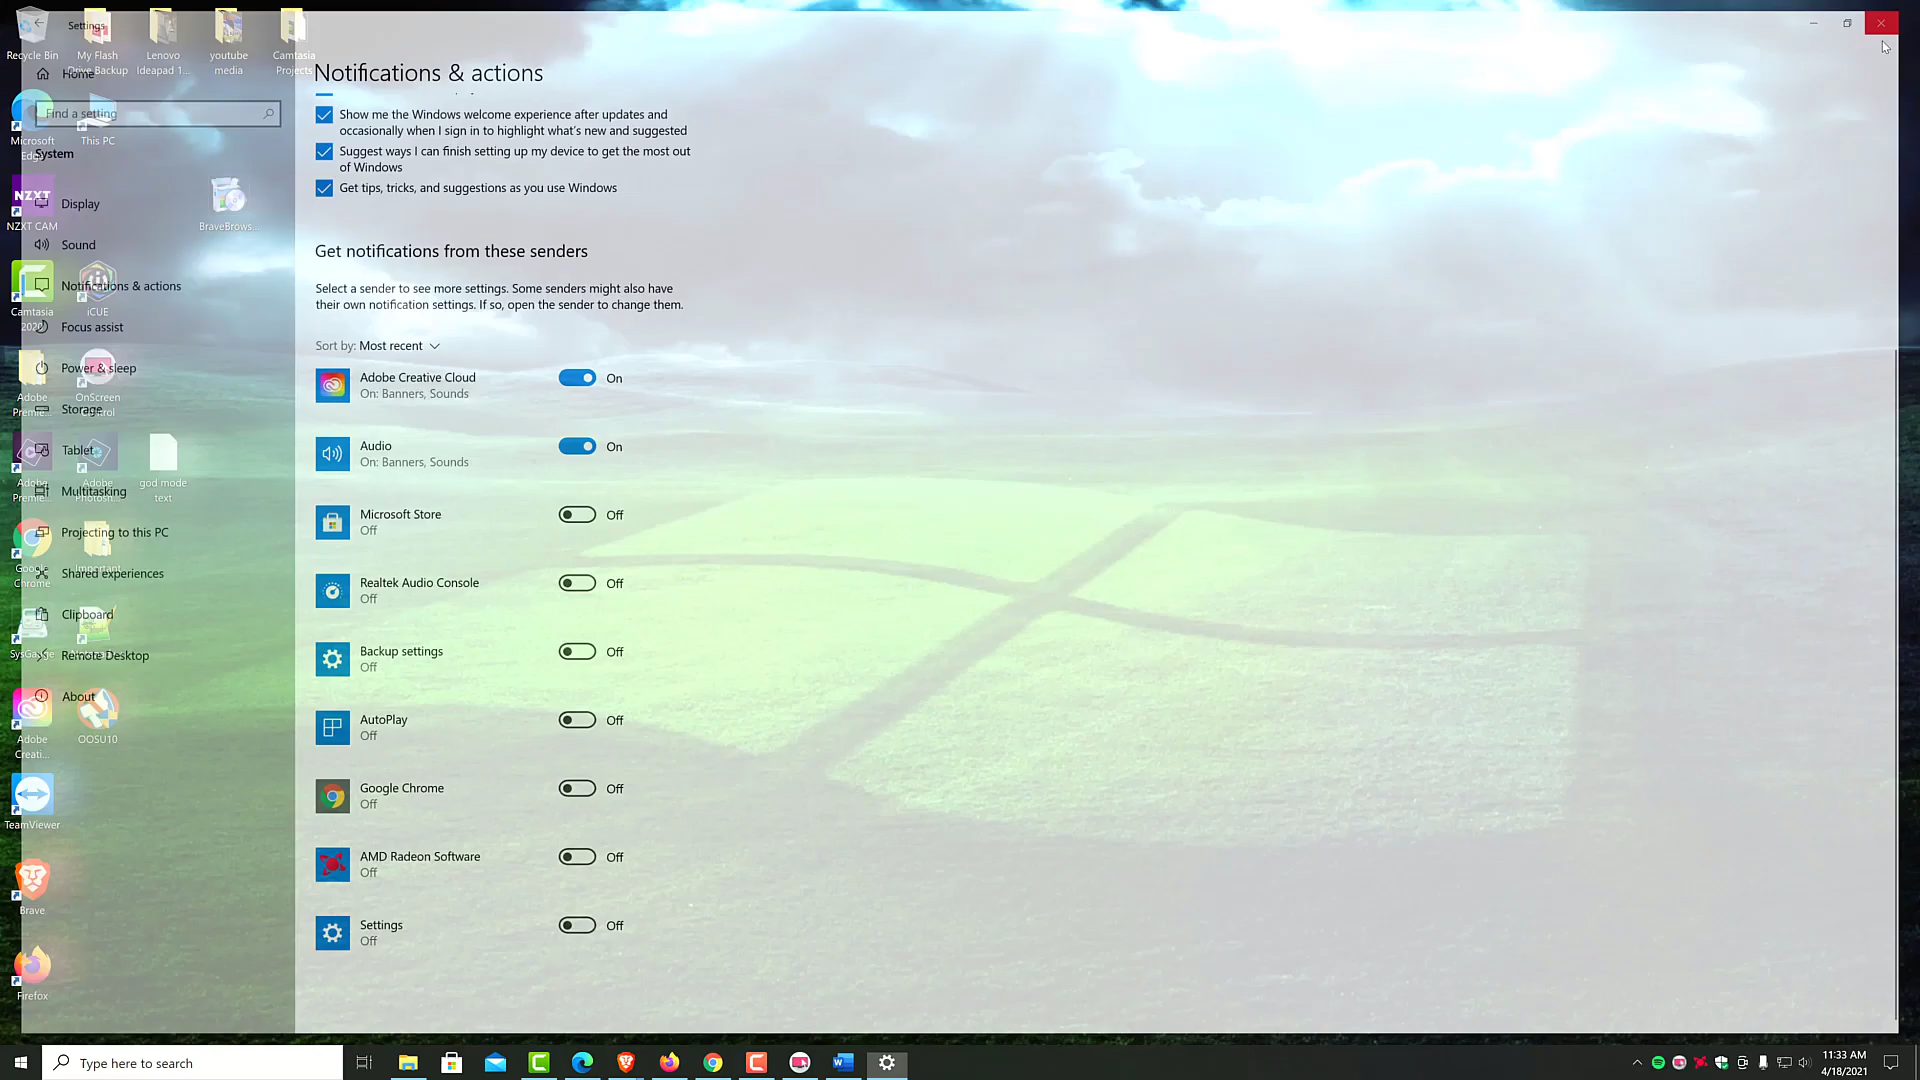 Settings
Home
Find a setting
System
Display
Sound
Notifications & actions
Focus assist
Power & sleep
Storage
Tablet
Multitasking
Projecting to this PC
Shared experiences
Clipboard
Remote Desktop
About
Notifications & actions
Show me the Windows welcome experience after updates and
occasionally when I sign in to highlight what's new and suggested
Suggest ways I can finish setting up my device to get the most out
of Windows
Get tips, tricks, and suggestions as you use Windows
Get notifications from these senders
Select a sender to see more settings. Some senders might also have
their own notification settings. If so, open the sender to change them.
Sort by: Most recent
Adobe Creative Cloud
On: Banners, Sounds
On
Audio
On: Banners, Sounds
On
Microsoft Store
Off
Off
Realtek Audio Console
Off
Off
Backup settings
Off
Off
AutoPlay
Off
Off
Google Chrome
Off
Off
AMD Radeon Software
Off
Off
Settings
Off
Off
Recycle Bin
My Flash
Drive Backup
Lenovo
Ideapad 1...
youtube
media
Camtasia
Projects
Microsoft
Edge
This PC
NZXT
NZXT CAM
BraveBrows...
Camtasia
2020
iCUE
Adobe
Premie...
OnScreen
Control
Adobe
Premie...
Adobe
Photosh...
god mode
text
Google
Chrome
Important
Adobe
Creati...
OOSU10
TeamViewer
Brave
Firefox
Type here to search
11:33 AM
4/18/2021